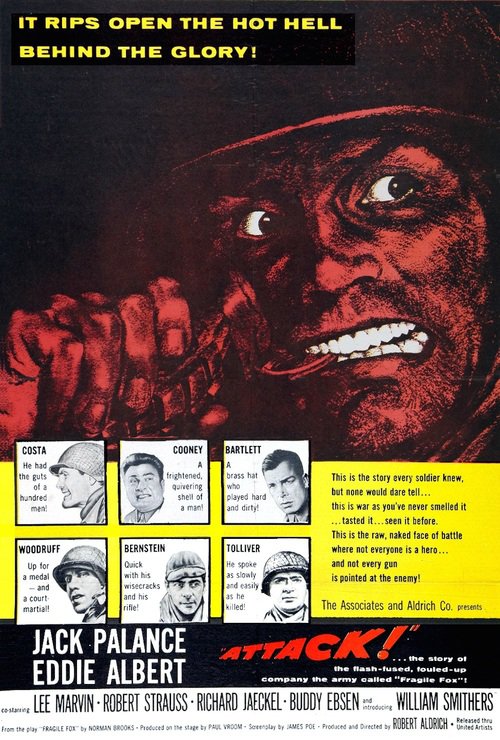 IT RIPS OPEN THE HOT HELL
BEHIND THE GLORY!
COSTA
He had
the guts
of a
hundred
men!
COONEY
A
frightened,
quivering
shell of
a man!
BARTLETT
A
brass hat
who
played hard
and dirty!
WOODRUFF
Up for
a medal
— and
a court-
martial!
BERNSTEIN
Quick
with his
wisecracks
and his
rifle!
TOLLIVER
He spoke
as slowly
and easily
as he
killed!
This is the story every soldier knew,
but none would dare tell...
this is war as you've never smelled it
...tasted it...seen it before.
This is the raw, naked face of battle
where not everyone is a hero...
and not every gun
is pointed at the enemy!
The Associates and Aldrich Co. presents
JACK PALANCE
EDDIE ALBERT
"ATTACK!"
...the story of
the flash-fused, fouled-up
company the army called "Fragile Fox"!
co-starring LEE MARVIN · ROBERT STRAUSS · RICHARD JAECKEL · BUDDY EBSEN and introducing WILLIAM SMITHERS
From the play "FRAGILE FOX" by NORMAN BROOKS · Produced on the stage by PAUL VROOM · Screenplay by JAMES POE · Produced and Directed by ROBERT ALDRICH · Released thru United Artists